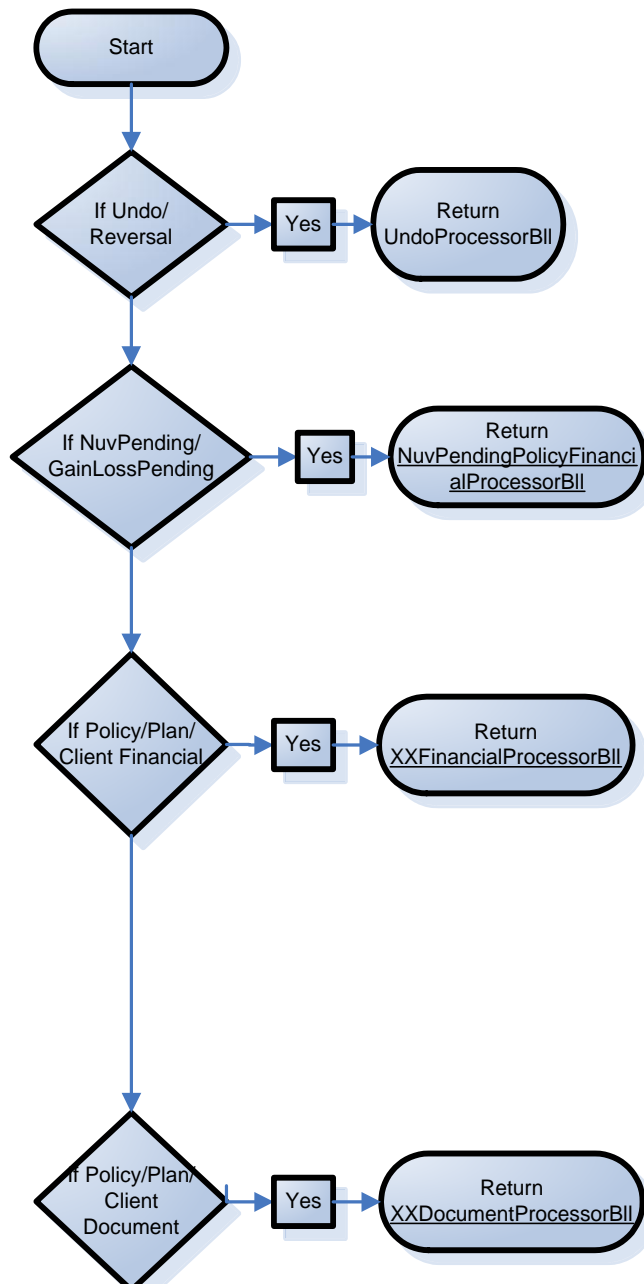 Start
If Undo/
Reversal
Yes
Return
UndoProcessorBll
If NuvPending/
GainLossPending
Yes
Return
NuvPendingPolicyFinanci
alProcessorBll
If Policy/Plan/
Client Financial
Yes
Return
XXFinancialProcessorBll
If Policy/Plan/
Client
Document
Yes
Return
XXDocumentProcessorBll